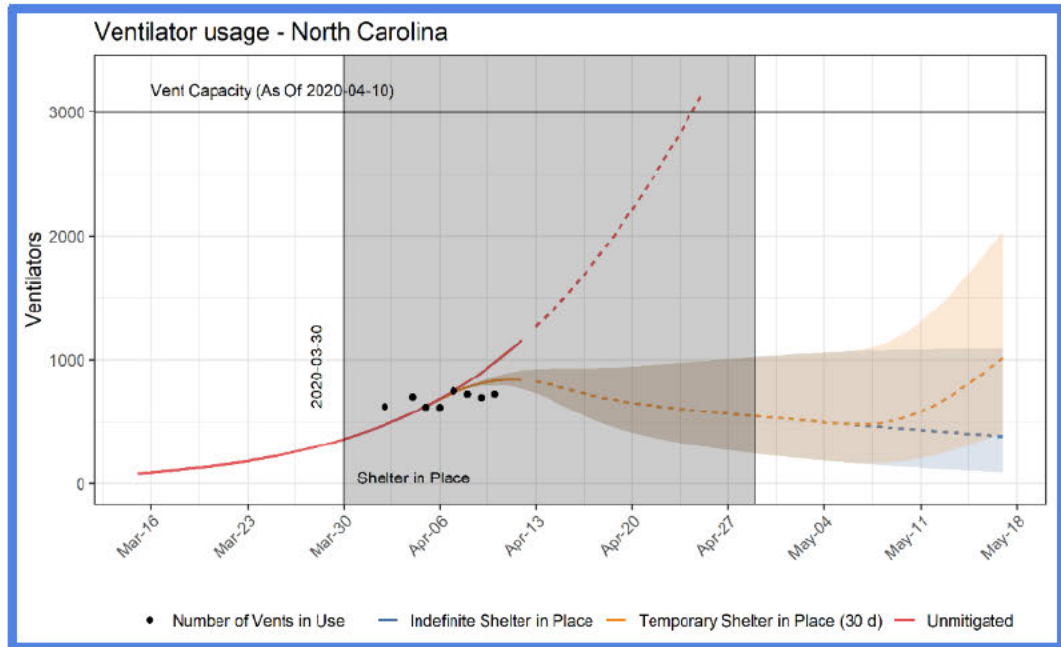 Ventilator usage - North Carolina
Vent Capacity (As Of 2020-04-10)
3000
2000
1000
0
Ventilators
2020-03-30
Shelter in Place
Mar-16
Mar-23
Mar-30
Apr-06
Apr-13
Apr-20
Apr-27
May-04
May-11
May-18
Number of Vents in Use
Indefinite Shelter in Place
Temporary Shelter in Place (30 d)
Unmitigated